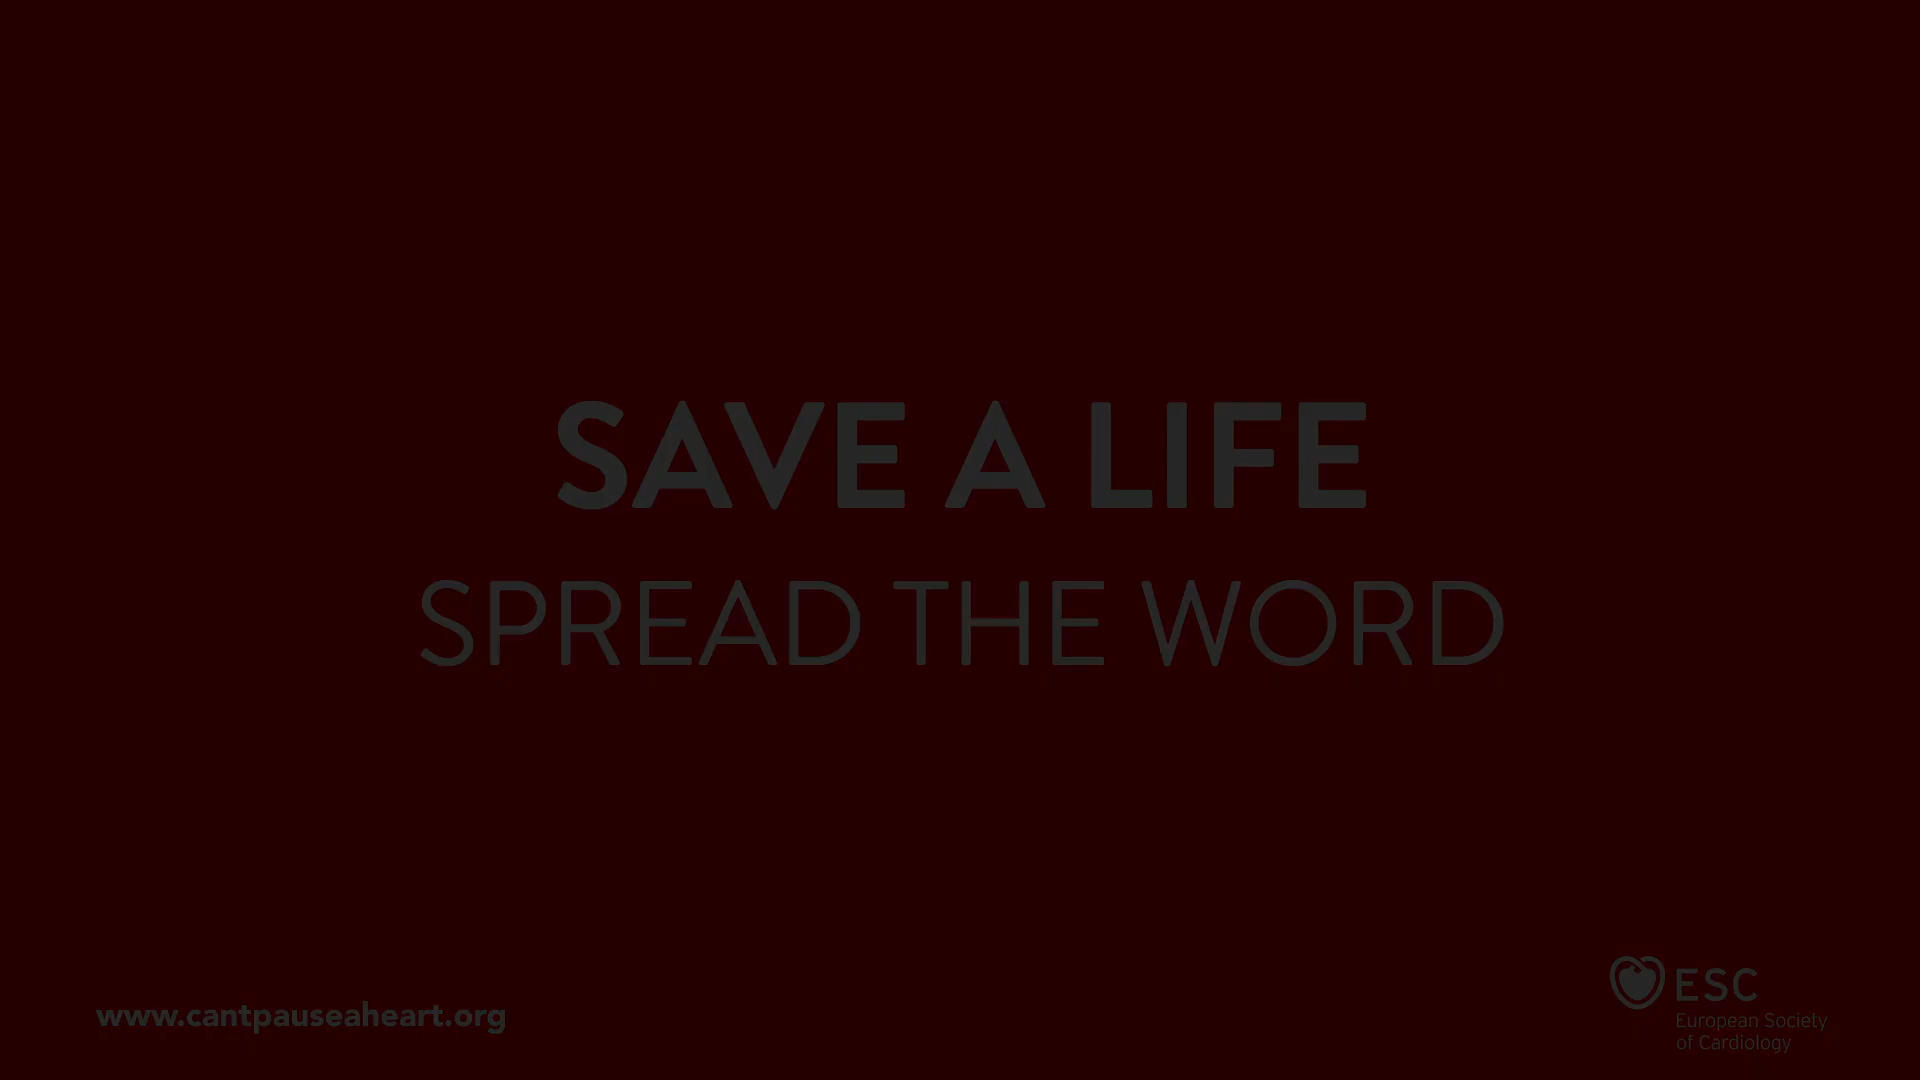 SAVE A LIFE
SPREAD THE WORD
www.cantpauseaheart.org
ESC
European Society
of Cardiology